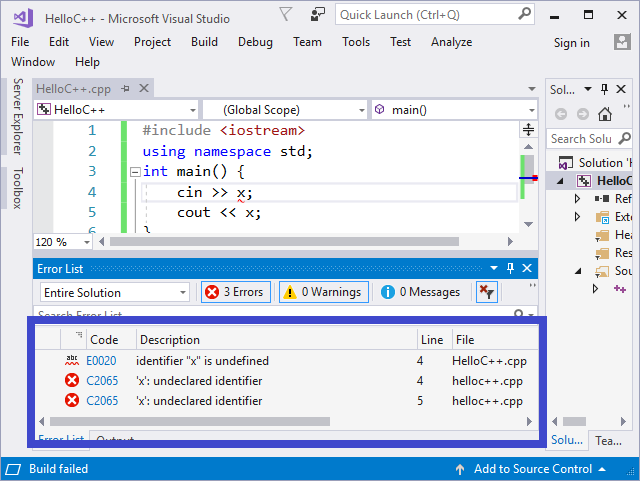 HelloC++ - Microsoft Visual Studio
Quick Launch (Ctrl+Q)
File Edit View Project Build Debug Team Tools Test Analyze Sign in
Window Help
Server Explorer
Toolbox
HelloC++.cpp
HelloC++ (Global Scope) main()
1 #include <iostream>
2 using namespace std;
3 int main() {
4 cin >> x;
5 cout << x;
6 }
120 %
Error List
Entire Solution 3 Errors 0 Warnings 0 Messages
Search Error List
Code Description Line File
abc E0020 identifier "x" is undefined 4 HelloC++.cpp
C2065 'x': undeclared identifier 4 helloc++.cpp
C2065 'x': undeclared identifier 5 helloc++.cpp
Error List Output
Sol...
Search Solu
Solution 'H
HelloC
Ref
Exte
Hea
Res
Sou
Solu... Tea...
Build failed Add to Source Control